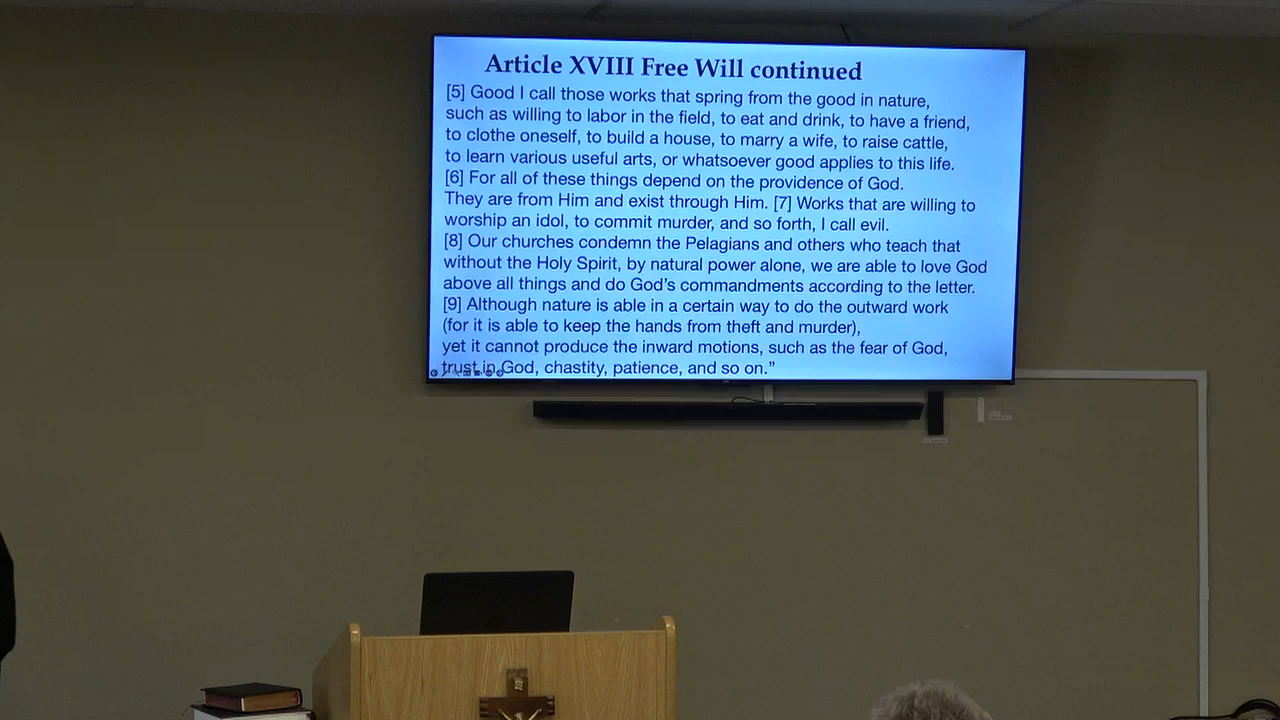 Article XVIII Free Will continued
[5] Good I call those works that spring from the good in nature,
such as willing to labor in the field, to eat and drink, to have a friend,
to clothe oneself, to build a house, to marry a wife, to raise cattle,
to learn various useful arts, or whatsoever good applies to this life.
[6] For all of these things depend on the providence of God.
They are from Him and exist through Him. [7] Works that are willing to
worship an idol, to commit murder, and so forth, I call evil.
[8] Our churches condemn the Pelagians and others who teach that
without the Holy Spirit, by natural power alone, we are able to love God
above all things and do God’s commandments according to the letter.
[9] Although nature is able in a certain way to do the outward work
(for it is able to keep the hands from theft and murder),
yet it cannot produce the inward motions, such as the fear of God,
trust in God, chastity, patience, and so on.”